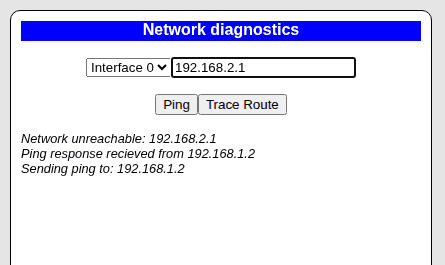 Network diagnostics
Interface 0 192.168.2.1
Ping Trace Route
Network unreachable: 192.168.2.1
Ping response recieved from 192.168.1.2
Sending ping to: 192.168.1.2